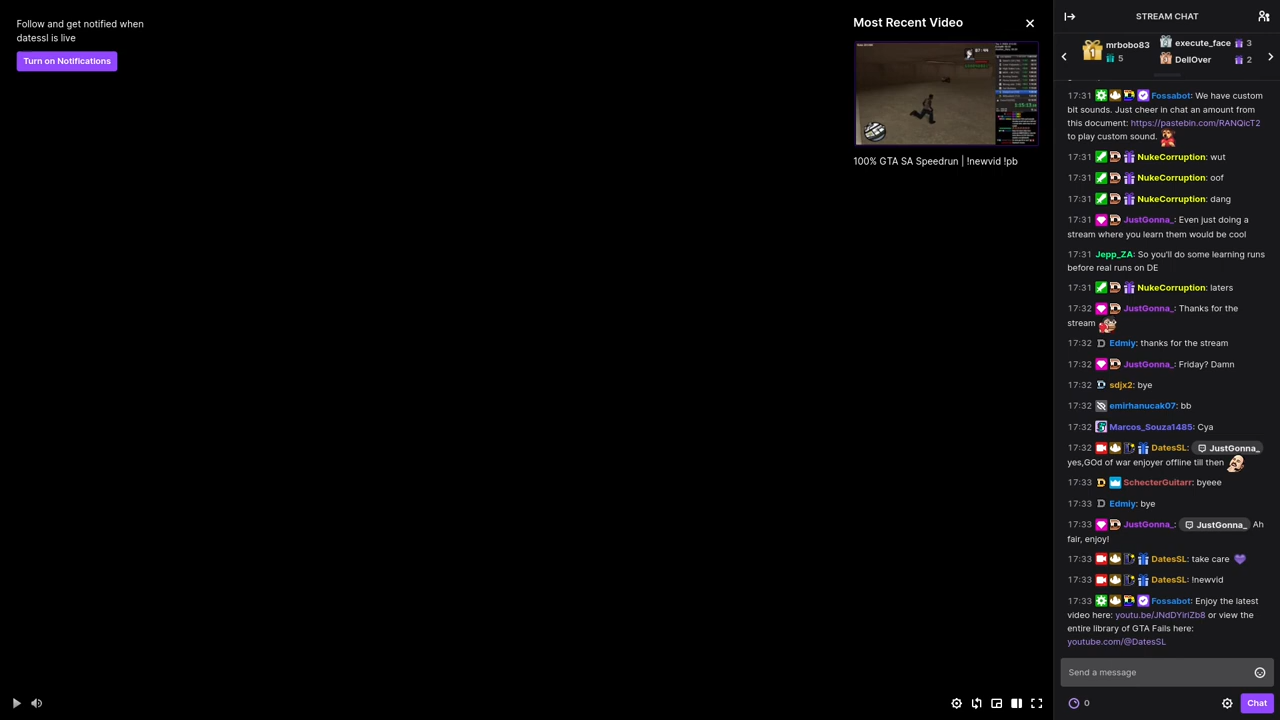 Follow and get notified when
datessl is live
Turn on Notifications
Most Recent Video
100% GTA SA Speedrun | !newvid !pb
STREAM CHAT
1
mrbobo83
5
execute_face 3
DollOver 2
17:31 Fossabot: We have custom
bit sounds. Just cheer in chat an amount from
this document: https://pastebin.com/RANQicT2
to play custom sound.
17:31 NukeCorruption: wut
17:31 NukeCorruption: oof
17:31 NukeCorruption: dang
17:31 JustGonna_: Even just doing a
stream where you learn them would be cool
17:31 Jepp_ZA: So you'll do some learning runs
before real runs on DE
17:31 NukeCorruption: laters
17:32 JustGonna_: Thanks for the
stream
17:32 Edmiy: thanks for the stream
17:32 JustGonna_: Friday? Damn
17:32 sdjx2: bye
17:32 emirhanucak07: bb
17:32 Marcos_Souza1485: Cya
17:32 DatesSL: JustGonna_
yes,GOd of war enjoyer offline till then
17:33 SchecterGuitarr: byeee
17:33 Edmiy: bye
17:33 JustGonna_: JustGonna_ Ah
fair, enjoy!
17:33 DatesSL: take care
17:33 DatesSL: !newvid
17:33 Fossabot: Enjoy the latest
video here: youtu.be/JNdDYiriZb8 or view the
entire library of GTA Fails here:
youtube.com/@DatesSL
Send a message
0
Chat